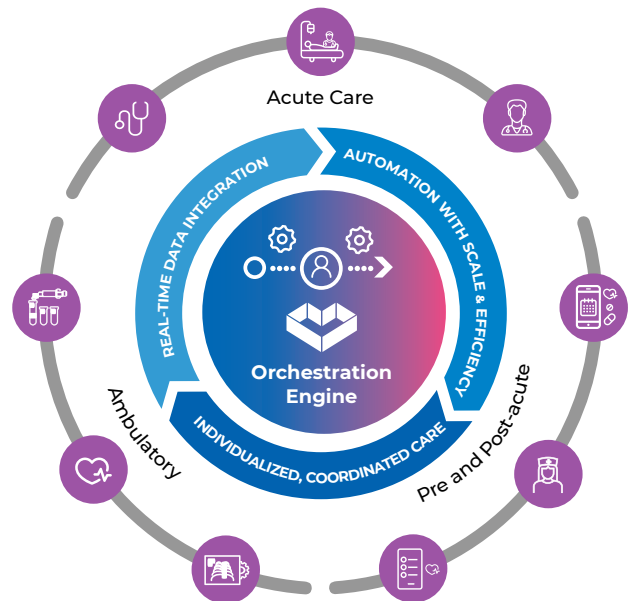 Acute Care
REAL-TIME DATA INTEGRATION
AUTOMATION WITH SCALE & EFFICIENCY
Orchestration
Engine
INDIVIDUALIZED, COORDINATED CARE
Ambulatory
Pre and Post-acute